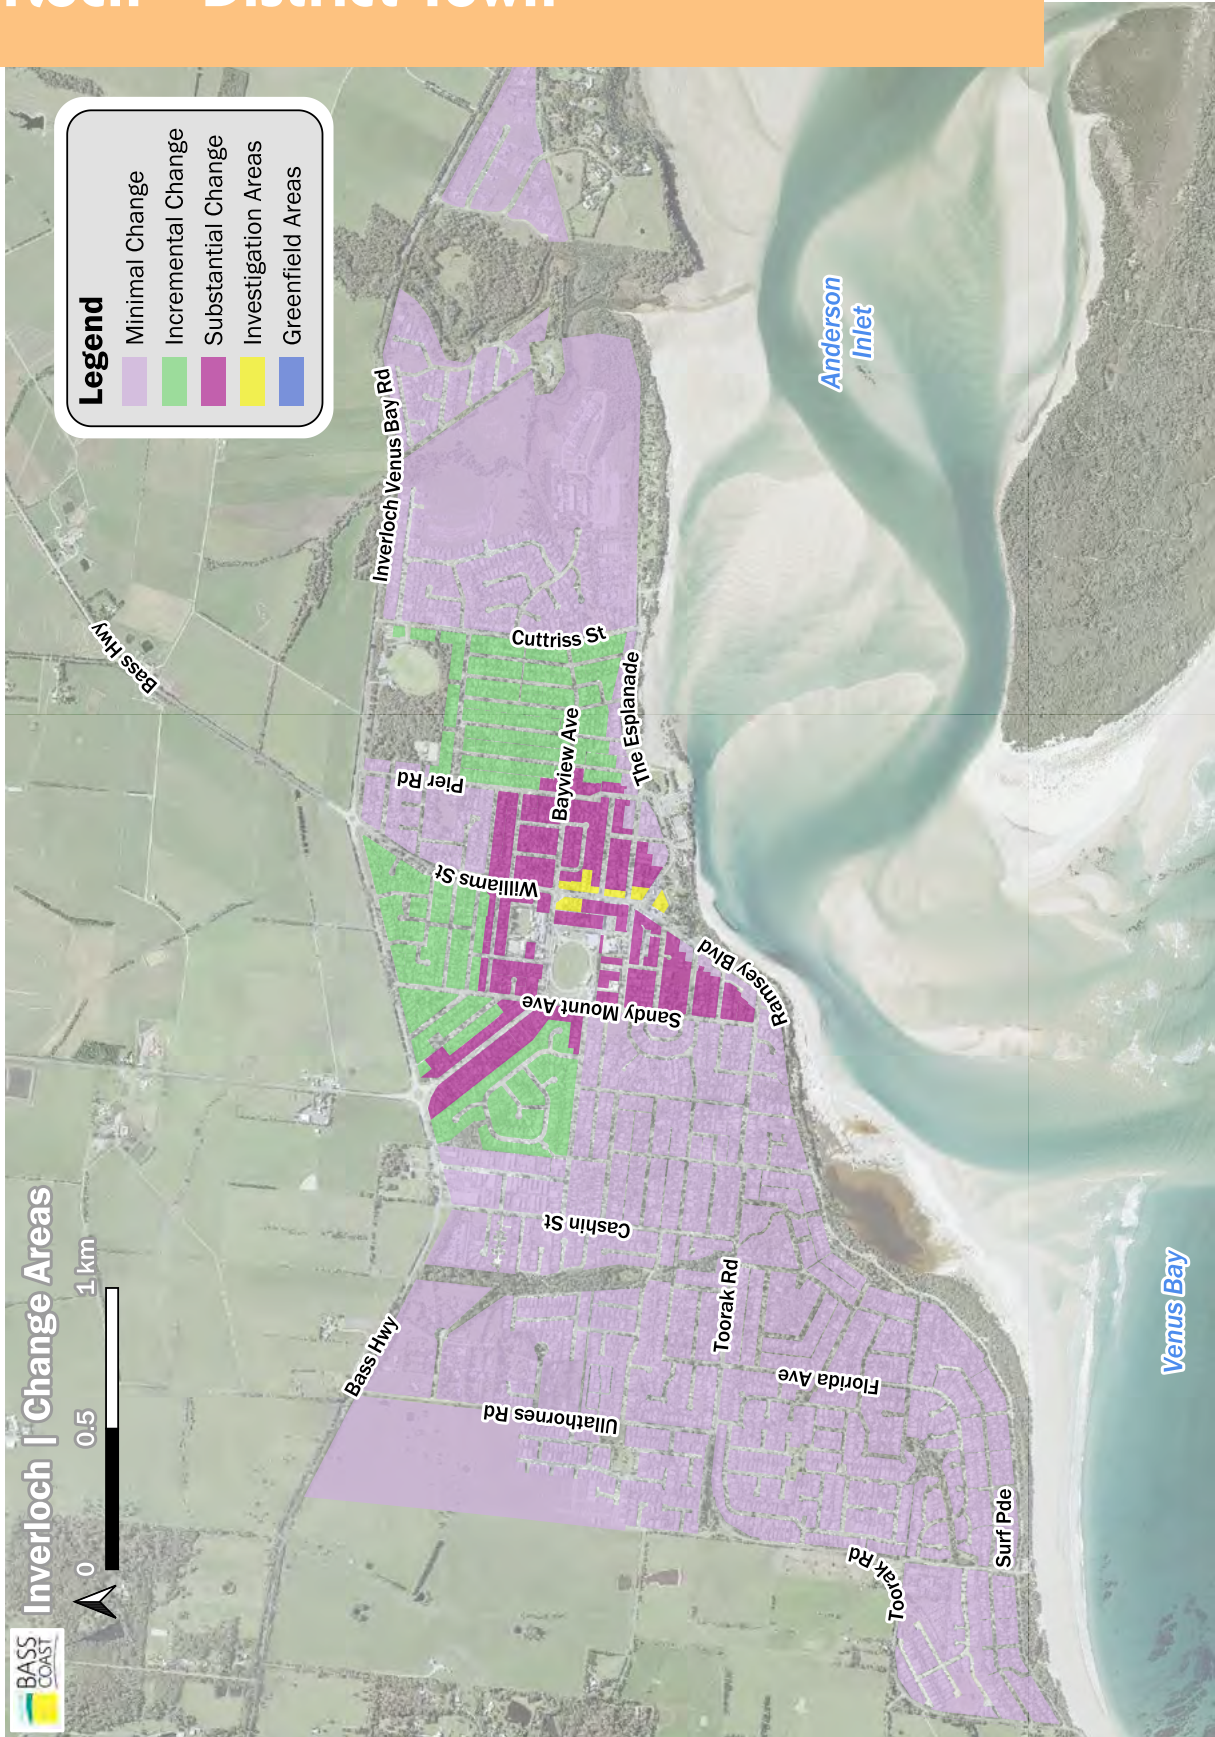 Inverloch | Change Areas
0 0.5 1 km
BASS
COAST
Legend
Minimal Change
Incremental Change
Substantial Change
Investigation Areas
Greenfield Areas
Bass Hwy
Inverloch Venus Bay Rd
Cuttriss St
The Esplanade
Bayview Ave
Pier Rd
Williams St
Sandy Mount Ave
Ramsey Blvd
Cashin St
Toorak Rd
Bass Hwy
Ullathornes Rd
Florida Ave
Toorak Rd
Surf Pde
Anderson
Inlet
Venus Bay